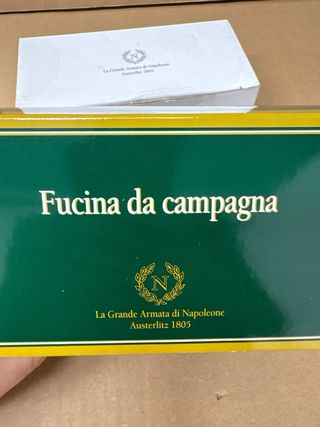 N
La Grande Armata di Napoleone
Austerlitz 1805
Fucina da campagna
N
La Grande Armata di Napoleone
Austerlitz 1805